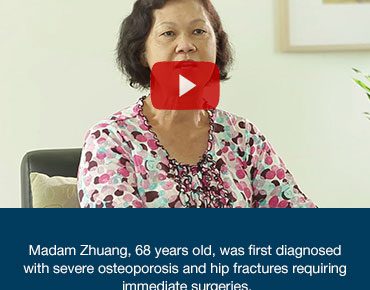 Madam Zhuang, 68 years old, was first diagnosed
with severe osteoporosis and hip fractures requiring
immediate surgeries.